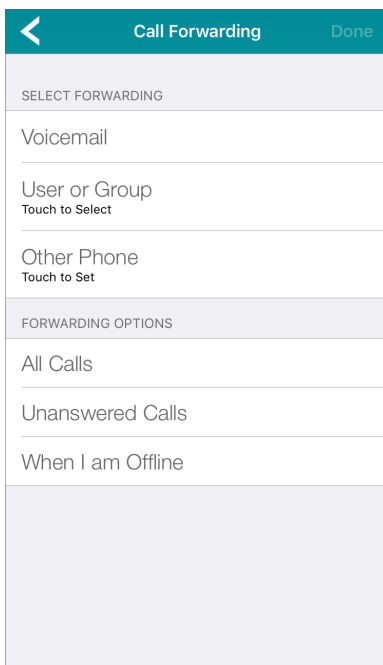 Call Forwarding Done
SELECT FORWARDING
Voicemail
User or Group
Touch to Select
Other Phone
Touch to Set
FORWARDING OPTIONS
All Calls
Unanswered Calls
When I am Offline